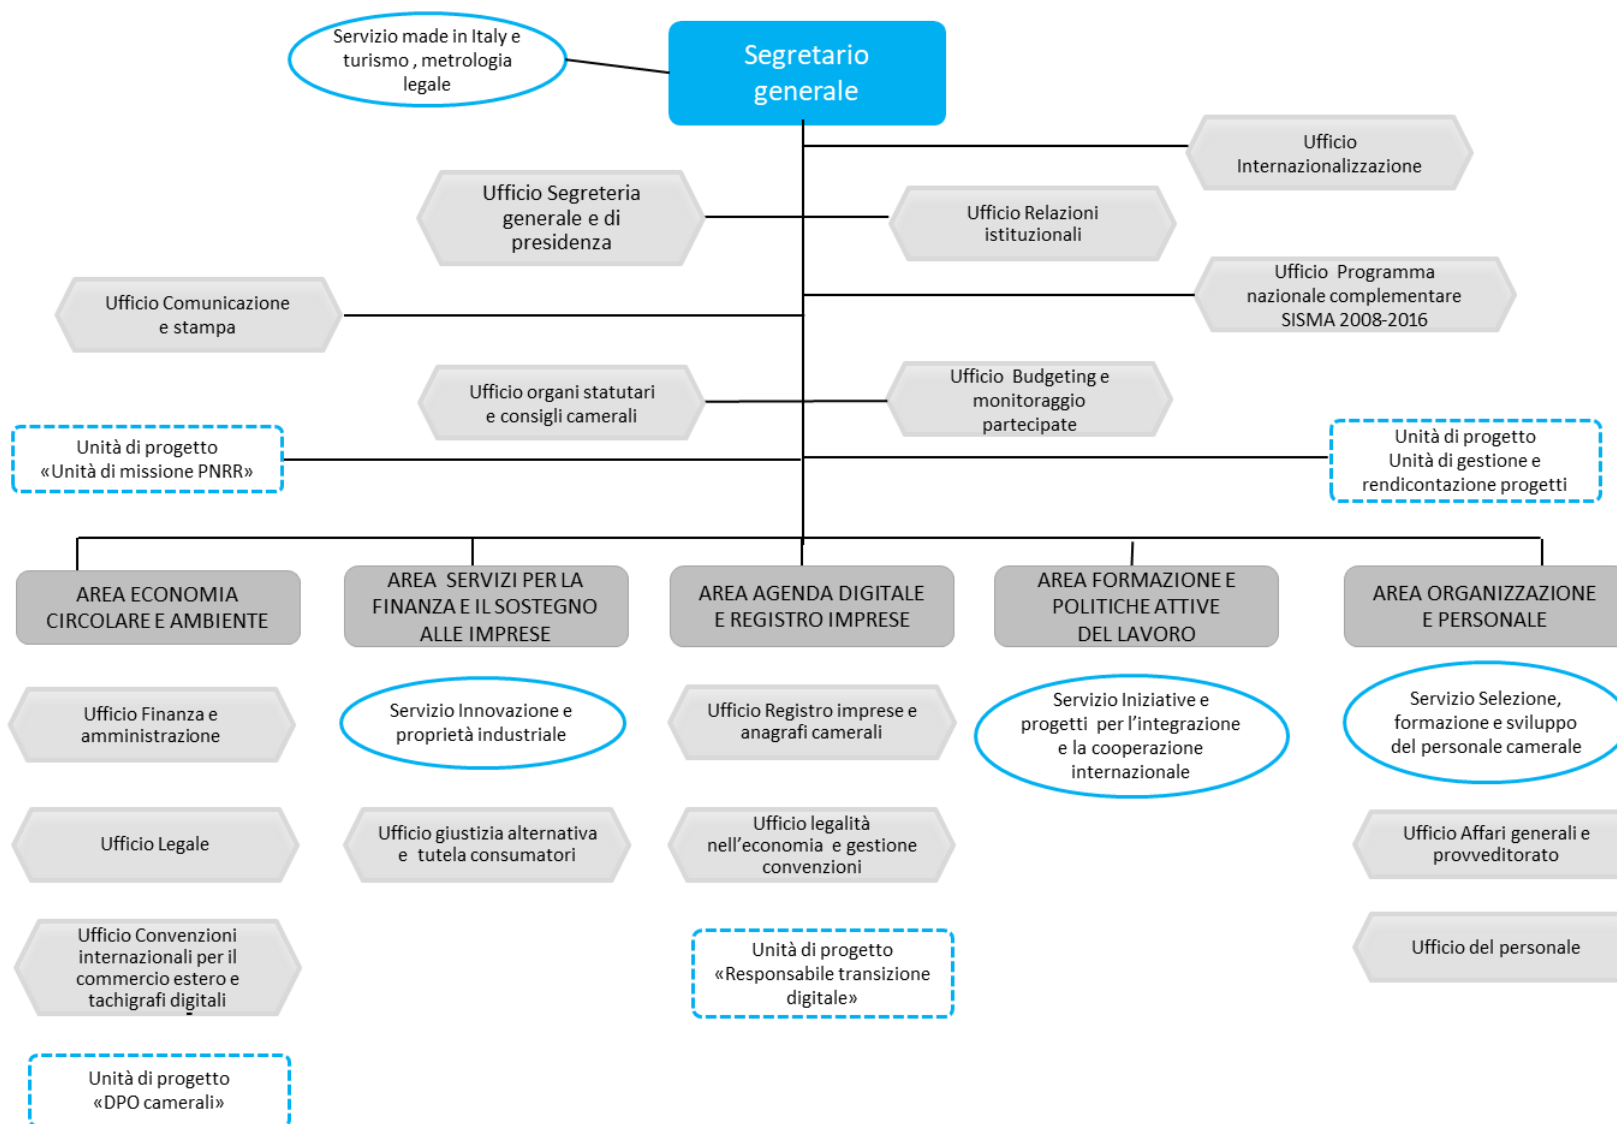 Servizio made in Italy e
turismo , metrologia
legale
Segretario
generale
Ufficio
Internazionalizzazione
Ufficio Segreteria
generale e di
presidenza
Ufficio Relazioni
istituzionali
Ufficio Comunicazione
e stampa
Ufficio Programma
nazionale complementare
SISMA 2008-2016
Ufficio organi statutari
e consigli camerali
Ufficio Budgeting e
monitoraggio
partecipate
Unità di progetto
«Unità di missione PNRR»
Unità di progetto
Unità di gestione e
rendicontazione progetti
AREA ECONOMIA
CIRCOLARE E AMBIENTE
AREA SERVIZI PER LA
FINANZA E IL SOSTEGNO
ALLE IMPRESE
AREA AGENDA DIGITALE
E REGISTRO IMPRESE
AREA FORMAZIONE E
POLITICHE ATTIVE
DEL LAVORO
AREA ORGANIZZAZIONE
E PERSONALE
Ufficio Finanza e
amministrazione
Servizio Innovazione e
proprietà industriale
Ufficio Registro imprese e
anagrafi camerali
Servizio Iniziative e
progetti per l'integrazione
e la cooperazione
internazionale
Servizio Selezione,
formazione e sviluppo
del personale camerale
Ufficio Legale
Ufficio giustizia alternativa
e tutela consumatori
Ufficio legalità
nell'economia e gestione
convenzioni
Ufficio Affari generali e
provveditorato
Ufficio Convenzioni
internazionali per il
commercio estero e
tachigrafi digitali
Unità di progetto
«Responsabile transizione
digitale»
Ufficio del personale
Unità di progetto
«DPO camerali»